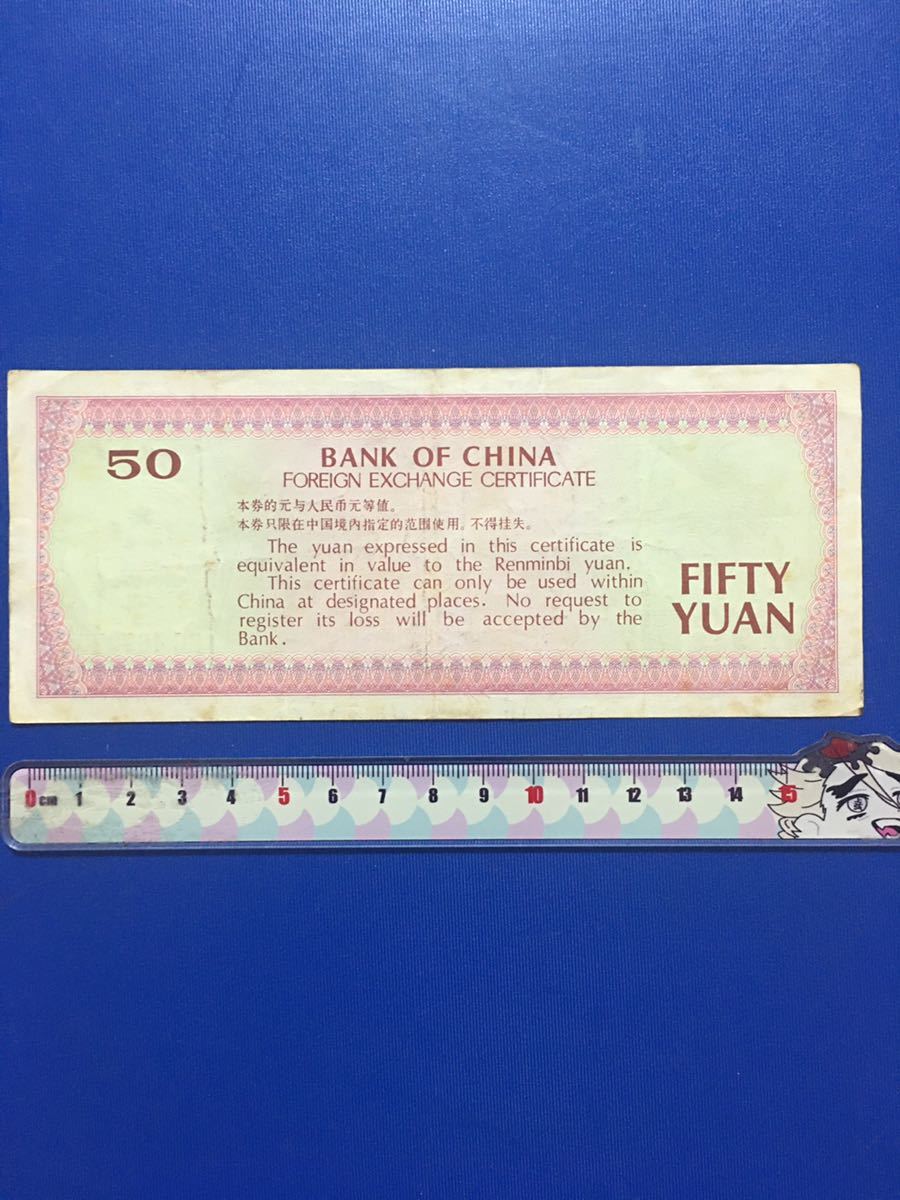 50
BANK OF CHINA
FOREIGN EXCHANGE CERTIFICATE
本券的元与人民币元等值。
本券只限在中国境内指定的范围使用。不得挂失。
The yuan expressed in this certificate is
equivalent in value to the Renminbi yuan.
This certificate can only be used within
China at designated places. No request to
register its loss will be accepted by the
Bank.
FIFTY
YUAN
0 CM 1 2 3 4 5 6 7 8 9 10 11 12 13 14 15